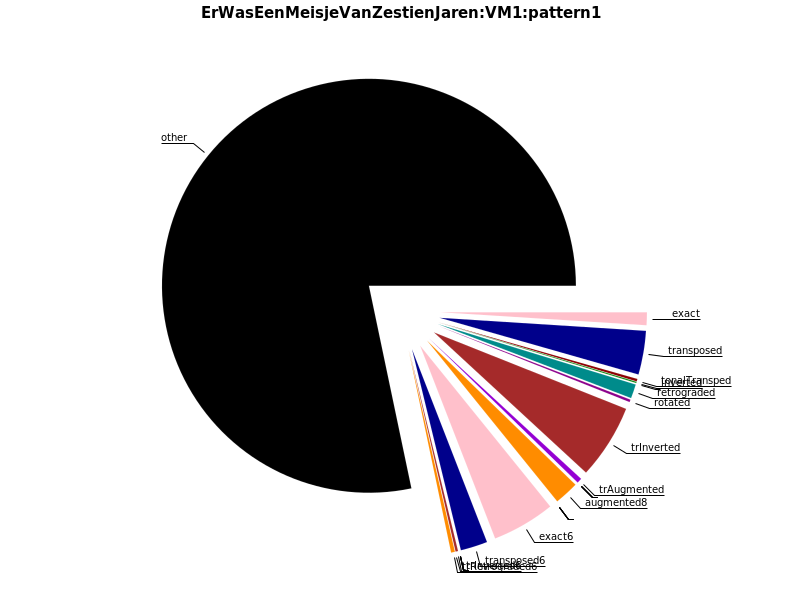 ErWasEenMeisjeVanZestienJaren:VM1:pattern1
other
exact
transposed
tonalTransped
inverted
retrograded
rotated
trInverted
trAugmented
augmented8
exact6
transposed6